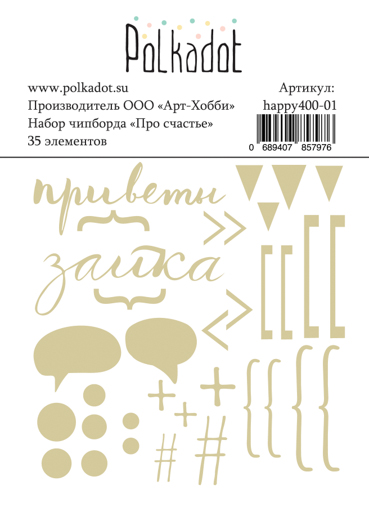 Polkadot
www.polkadot.su
Производитель ООО «Арт-Хобби»
Набор чипборда «Про счастье»
35 элементов
Артикул:
happy400-01
0 689407 857976
приветы
}
»
зайка
}
< >
[ [ [ ]
+ + +
# #
{ { { {